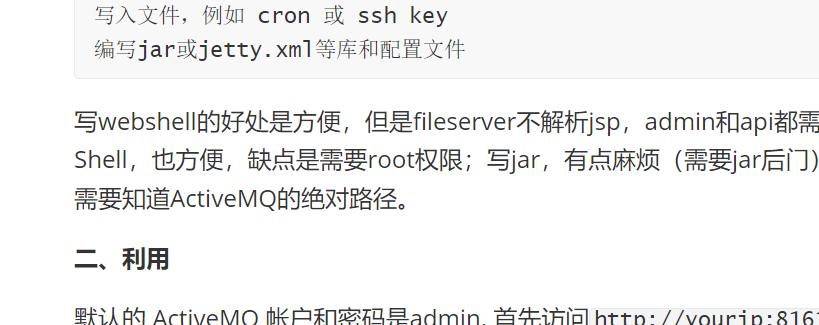 写入文件，例如 cron 或 ssh key
编写jar或jetty.xml等库和配置文件
写webshell的好处是方便，但是fileserver不解析jsp，admin和api都需
Shell，也方便，缺点是需要root权限；写jar，有点麻烦（需要jar后门）
需要知道ActiveMQ的绝对路径。
二、利用
默认的 ActiveMQ 帐户和密码是admin, 首先访问 http://yourip:8161